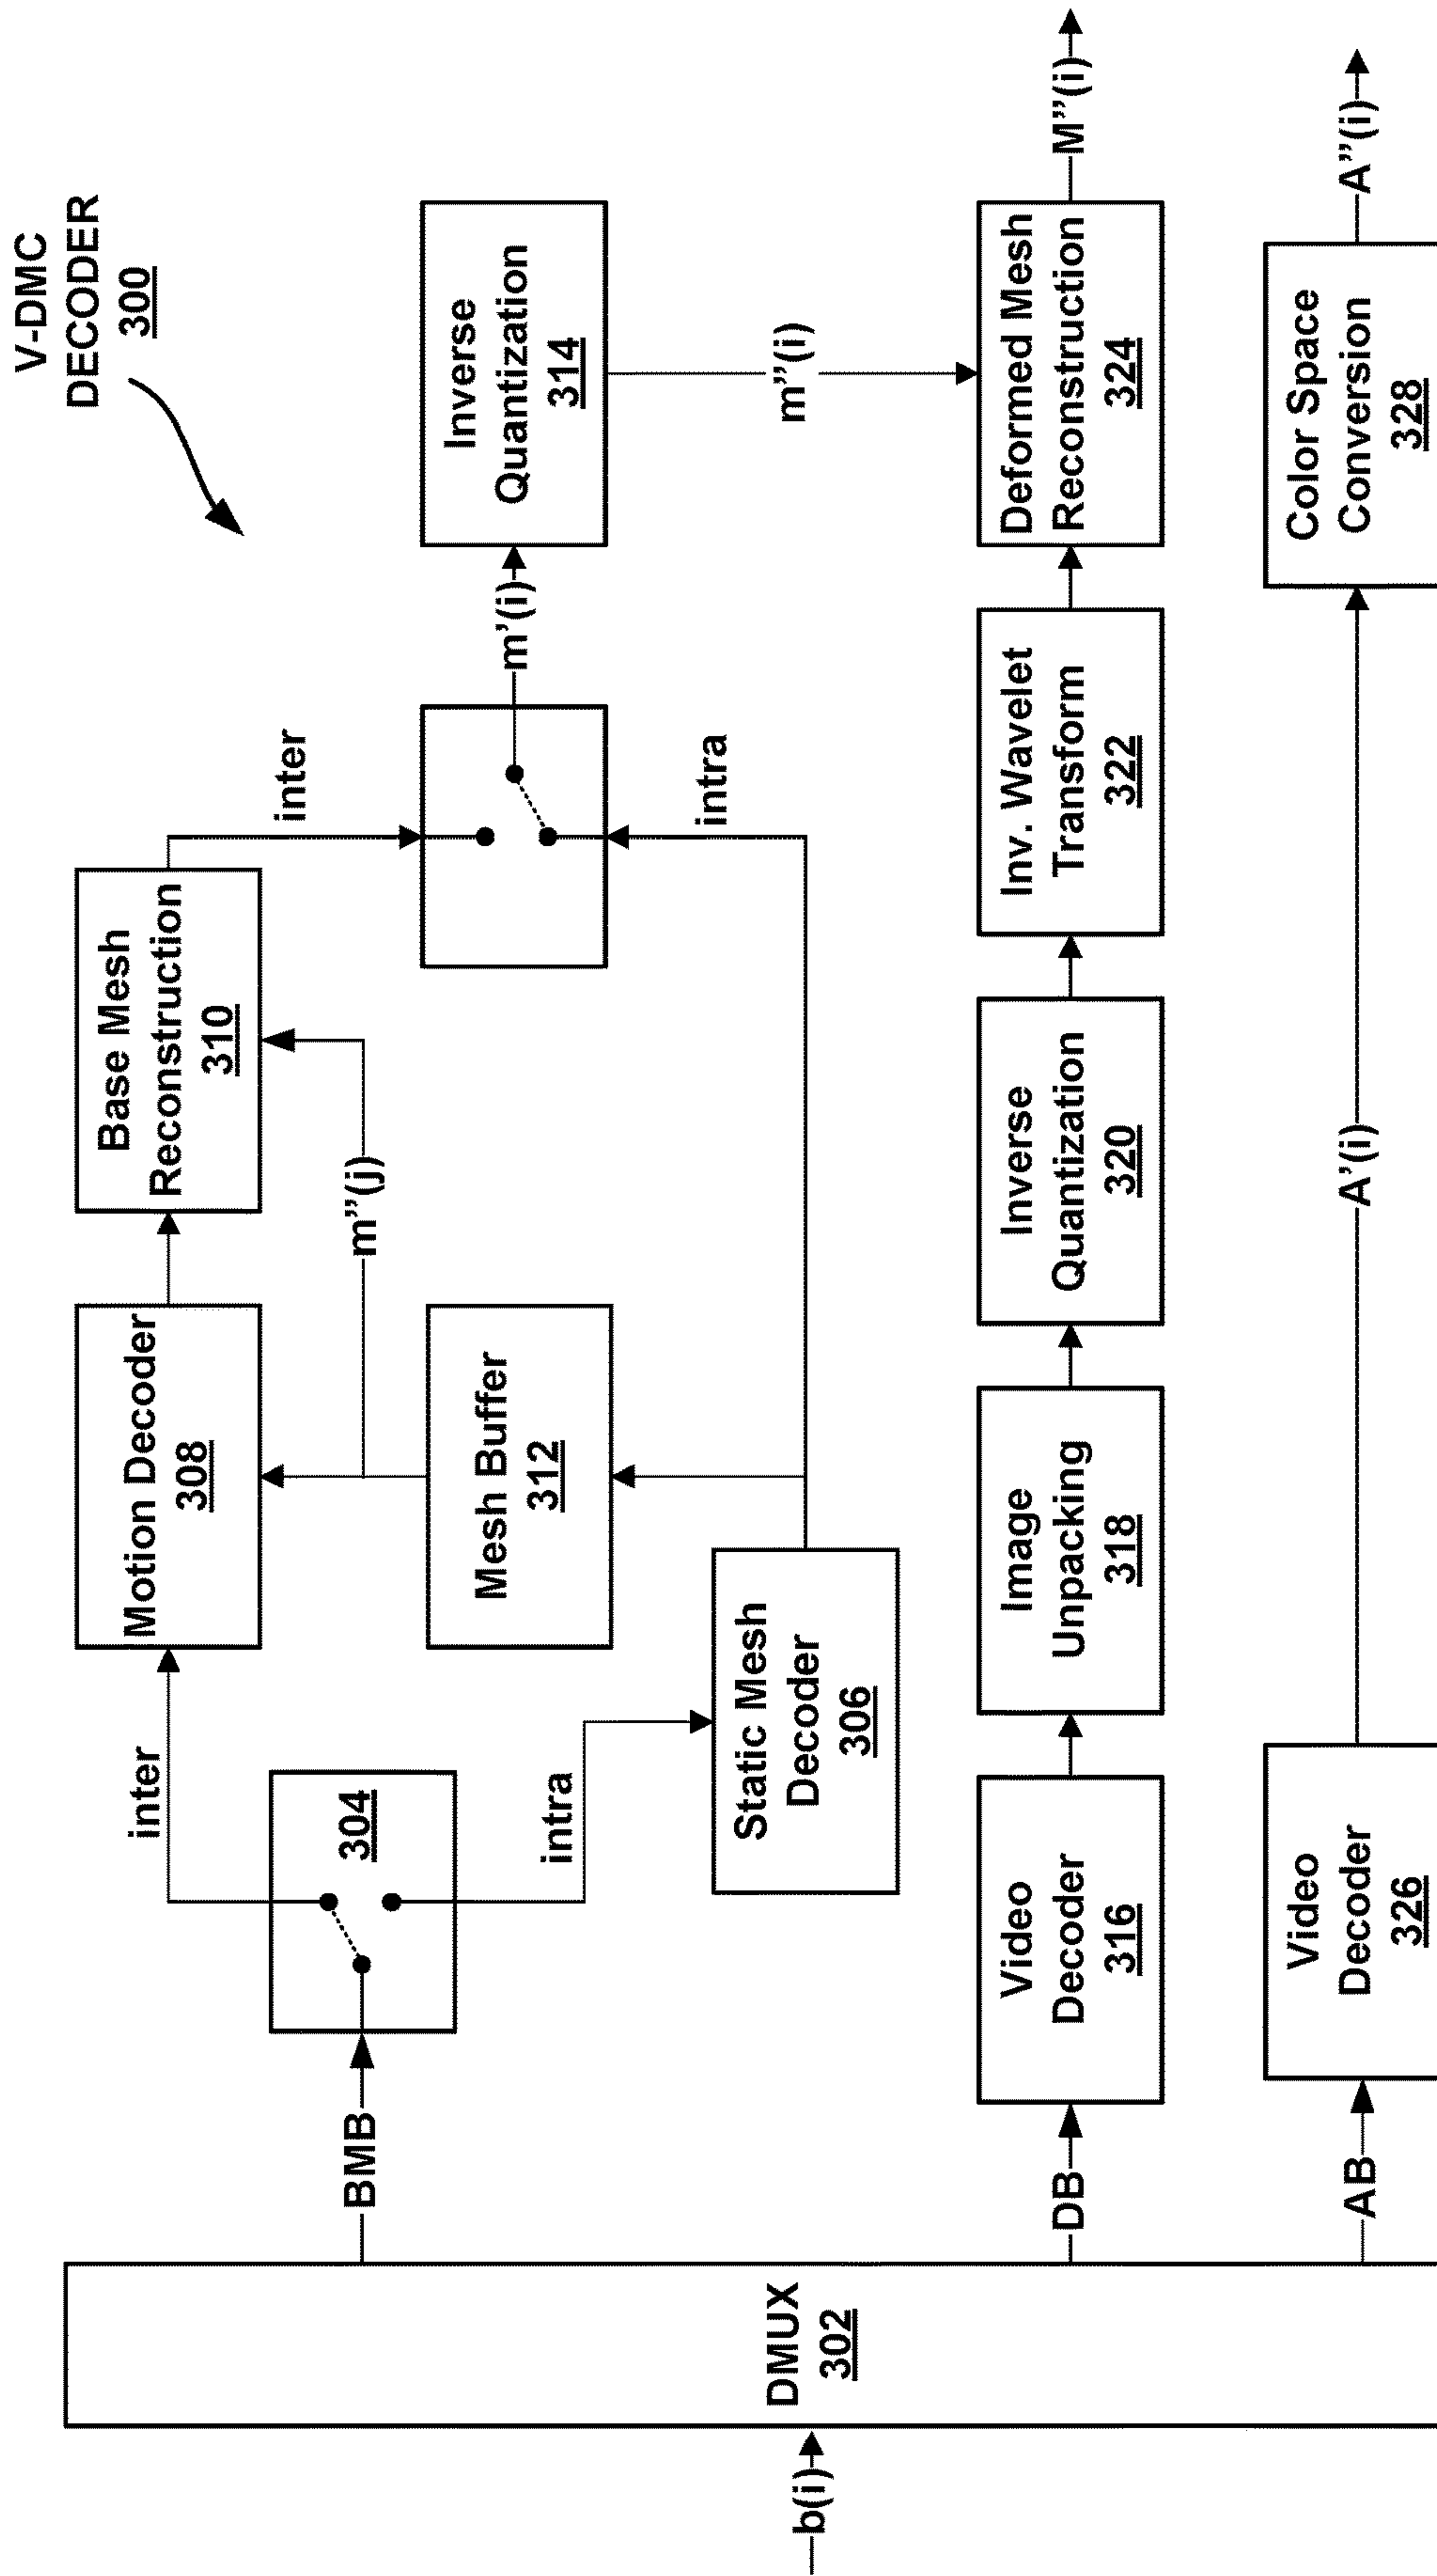 V-DMC
DECODER
300
b(i)
DMUX
302
BMB
304
inter
intra
Motion Decoder
308
Base Mesh
Reconstruction
310
m''(j)
Mesh Buffer
312
Static Mesh
Decoder
306
inter
intra
m'(i)
Inverse
Quantization
314
m''(i)
DB
Video
Decoder
316
Image
Unpacking
318
Inverse
Quantization
320
Inv. Wavelet
Transform
322
Deformed Mesh
Reconstruction
324
M''(i)
AB
Video
Decoder
326
A'(i)
Color Space
Conversion
328
A''(i)